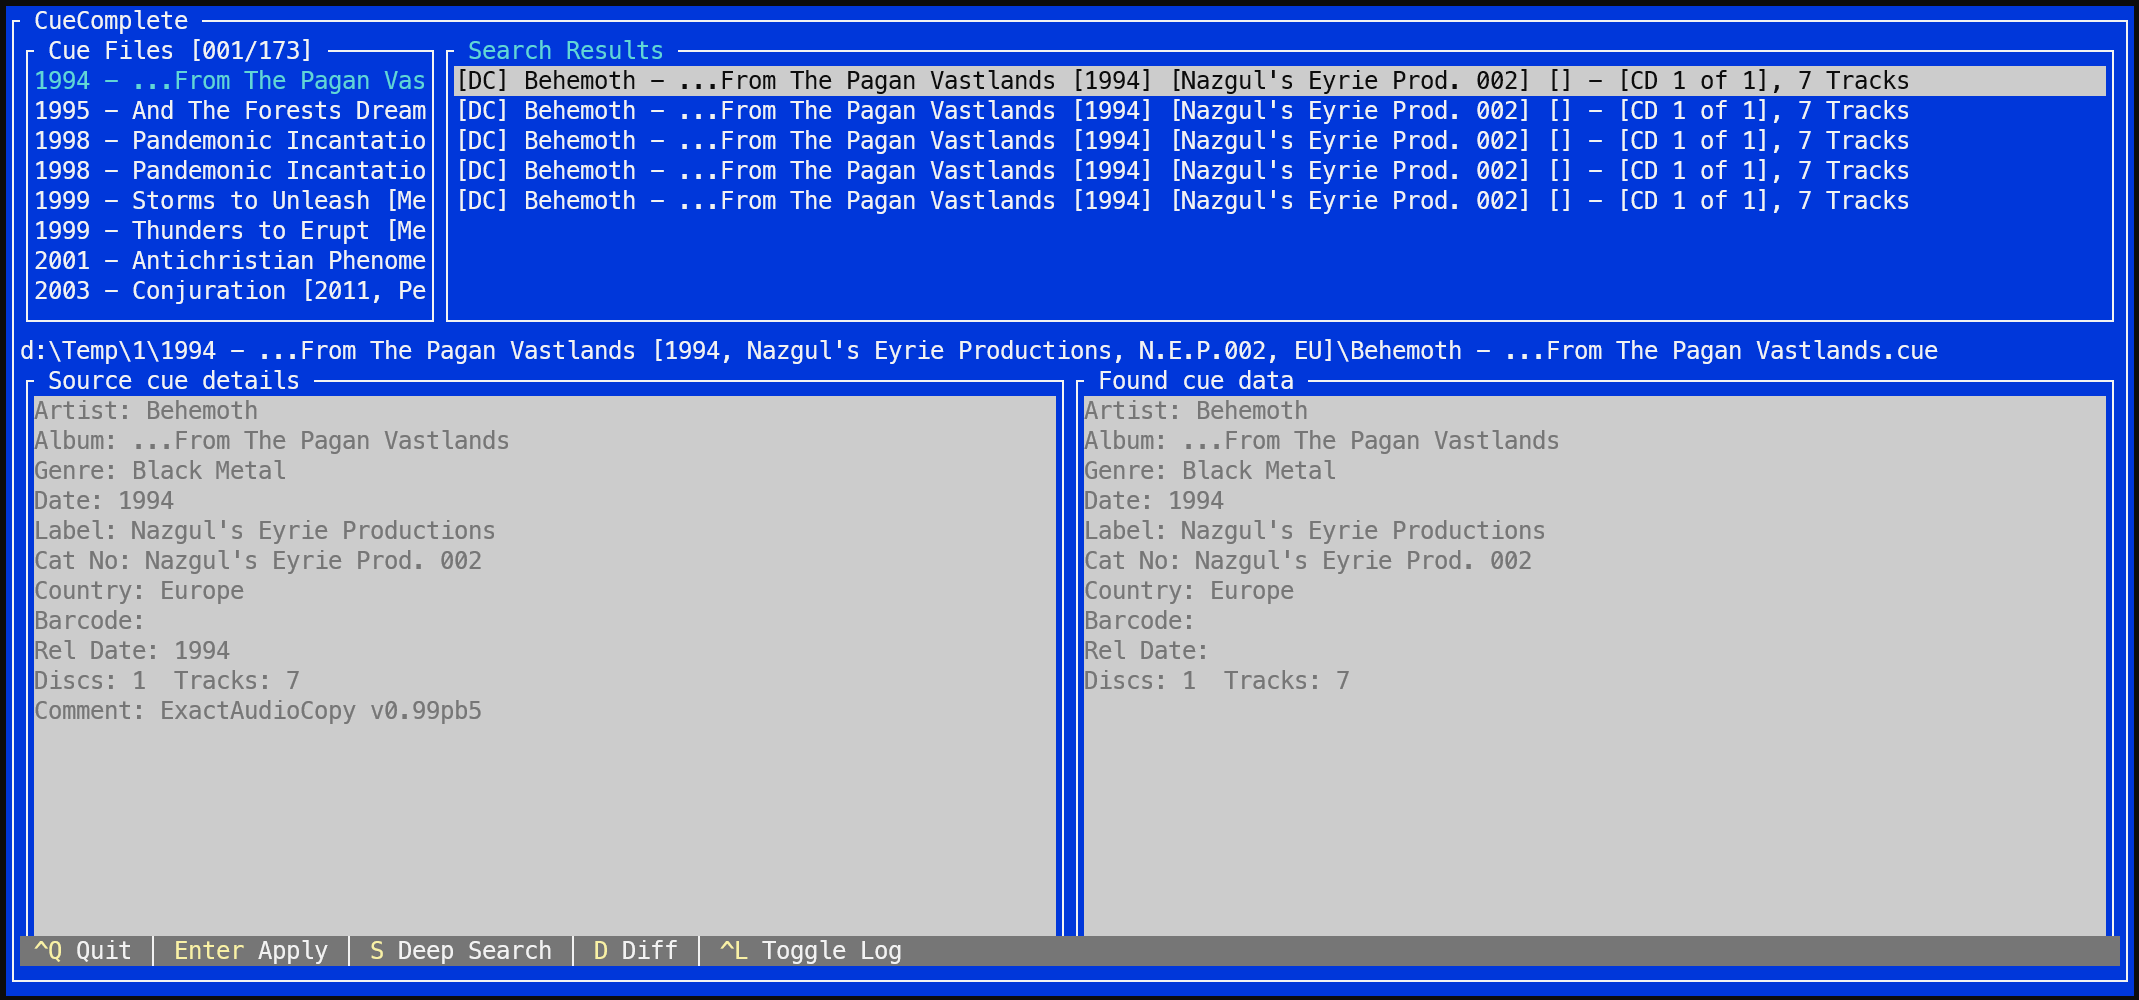 CueComplete
Cue Files [001/173]
1994 – ...From The Pagan Vas
1995 – And The Forests Dream
1998 – Pandemonic Incantatio
1998 – Pandemonic Incantatio
1999 – Storms to Unleash [Me
1999 – Thunders to Erupt [Me
2001 – Antichristian Phenome
2003 – Conjuration [2011, Pe
Search Results
[DC] Behemoth – ...From The Pagan Vastlands [1994] [Nazgul's Eyrie Prod. 002] [] – [CD 1 of 1], 7 Tracks
[DC] Behemoth – ...From The Pagan Vastlands [1994] [Nazgul's Eyrie Prod. 002] [] – [CD 1 of 1], 7 Tracks
[DC] Behemoth – ...From The Pagan Vastlands [1994] [Nazgul's Eyrie Prod. 002] [] – [CD 1 of 1], 7 Tracks
[DC] Behemoth – ...From The Pagan Vastlands [1994] [Nazgul's Eyrie Prod. 002] [] – [CD 1 of 1], 7 Tracks
[DC] Behemoth – ...From The Pagan Vastlands [1994] [Nazgul's Eyrie Prod. 002] [] – [CD 1 of 1], 7 Tracks
d:\Temp\1\1994 – ...From The Pagan Vastlands [1994, Nazgul's Eyrie Productions, N.E.P.002, EU]\Behemoth – ...From The Pagan Vastlands.cue
Source cue details
Artist: Behemoth
Album: ...From The Pagan Vastlands
Genre: Black Metal
Date: 1994
Label: Nazgul's Eyrie Productions
Cat No: Nazgul's Eyrie Prod. 002
Country: Europe
Barcode:
Rel Date: 1994
Discs: 1  Tracks: 7
Comment: ExactAudioCopy v0.99pb5
Found cue data
Artist: Behemoth
Album: ...From The Pagan Vastlands
Genre: Black Metal
Date: 1994
Label: Nazgul's Eyrie Productions
Cat No: Nazgul's Eyrie Prod. 002
Country: Europe
Barcode:
Rel Date:
Discs: 1  Tracks: 7
^Q Quit │ Enter Apply │ S Deep Search │ D Diff │ ^L Toggle Log